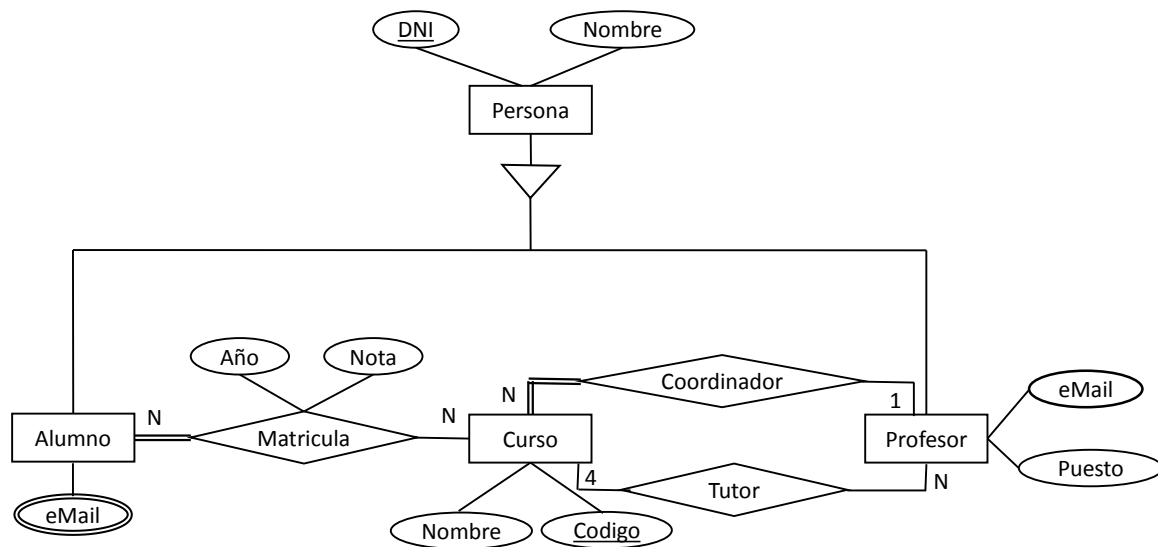 DNI
Nombre
Persona
Año
Nota
Coordinador
N
N
N
1
eMail
Alumno
Matricula
Curso
Profesor
4
Tutor
N
Puesto
eMail
Nombre
Codigo